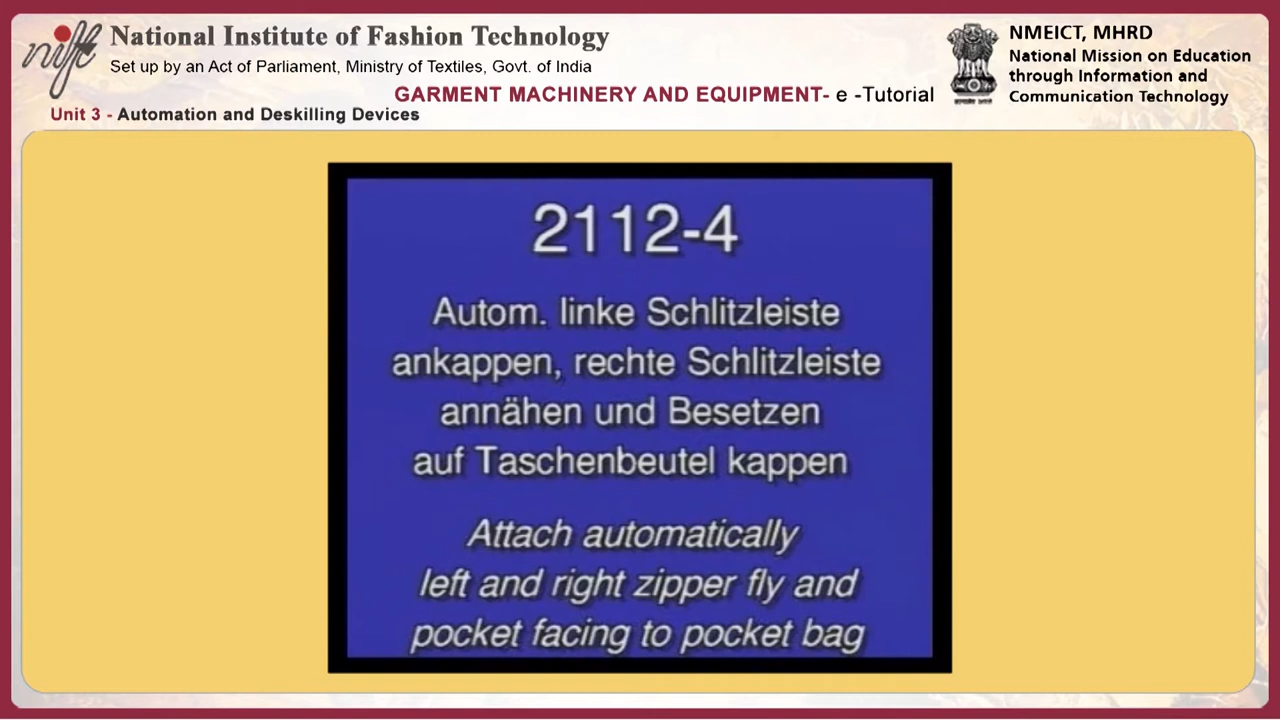 nift
National Institute of Fashion Technology
Set up by an Act of Parliament, Ministry of Textiles, Govt. of India
GARMENT MACHINERY AND EQUIPMENT- e -Tutorial
Unit 3 - Automation and Deskilling Devices
NMEICT, MHRD
National Mission on Education
through Information and
Communication Technology
2112-4
Autom. linke Schlitzleiste
ankappen, rechte Schlitzleiste
annähen und Besetzen
auf Taschenbeutel kappen
Attach automatically
left and right zipper fly and
pocket facing to pocket bag